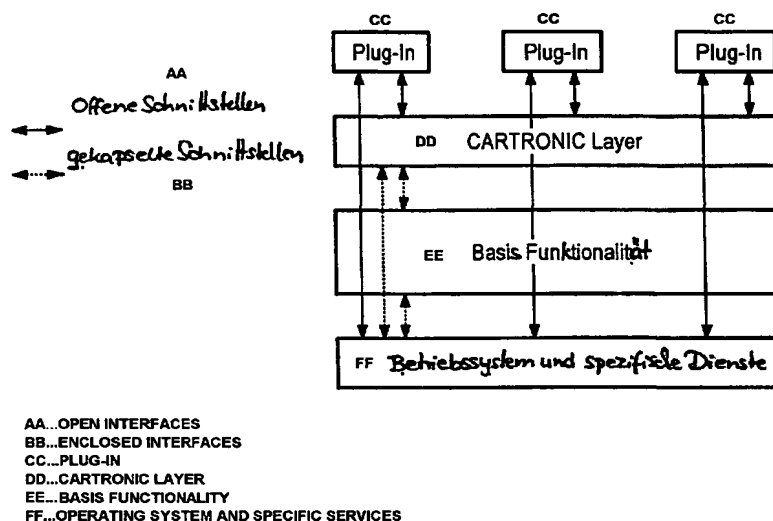 CC CC CC
Plug-In Plug-In Plug-In
AA
Offene Schnittstellen
gekapselte Schnittstellen
BB
DD CARTRONIC Layer
EE Basis Funktionalität
FF Betriebssystem und spezifische Dienste
AA...OPEN INTERFACES
BB...ENCLOSED INTERFACES
CC...PLUG-IN
DD...CARTRONIC LAYER
EE...BASIS FUNCTIONALITY
FF...OPERATING SYSTEM AND SPECIFIC SERVICES